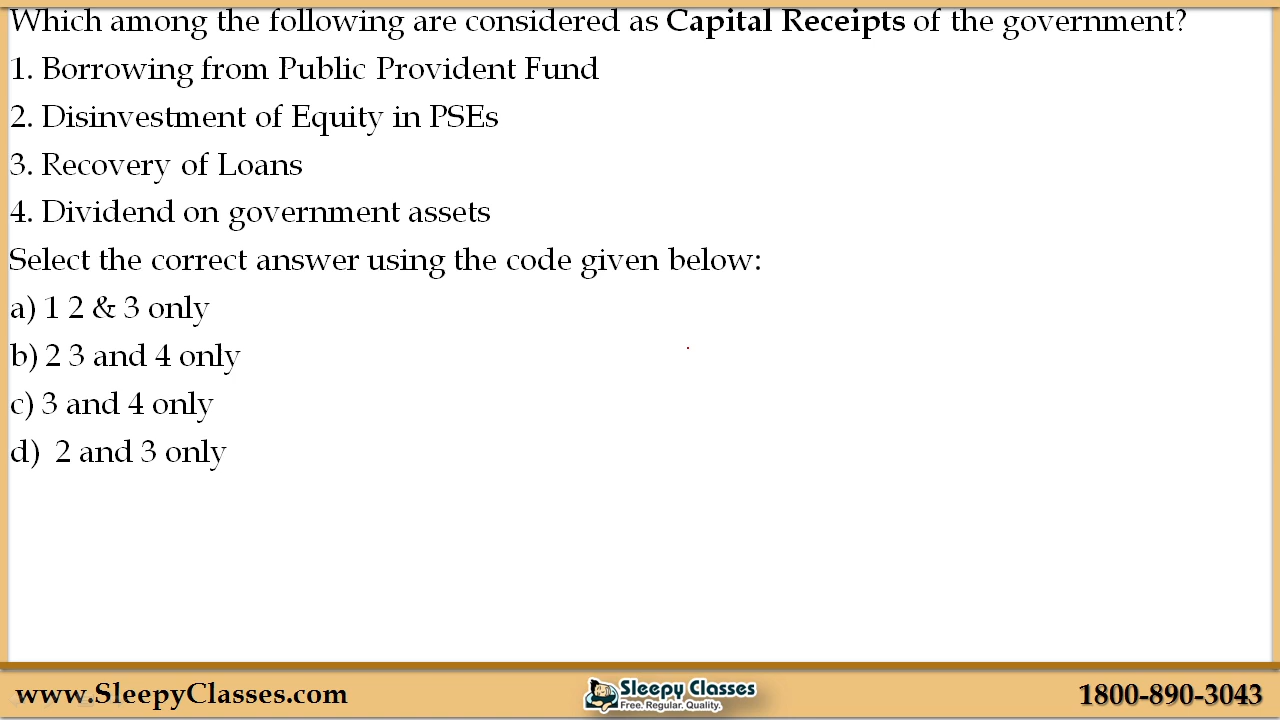 Which among the following are considered as Capital Receipts of the government?
1. Borrowing from Public Provident Fund
2. Disinvestment of Equity in PSEs
3. Recovery of Loans
4. Dividend on government assets
Select the correct answer using the code given below:
a) 1 2 & 3 only
b) 2 3 and 4 only
c) 3 and 4 only
d) 2 and 3 only
www.SleepyClasses.com
Sleepy Classes
Free. Regular. Quality.
1800-890-3043